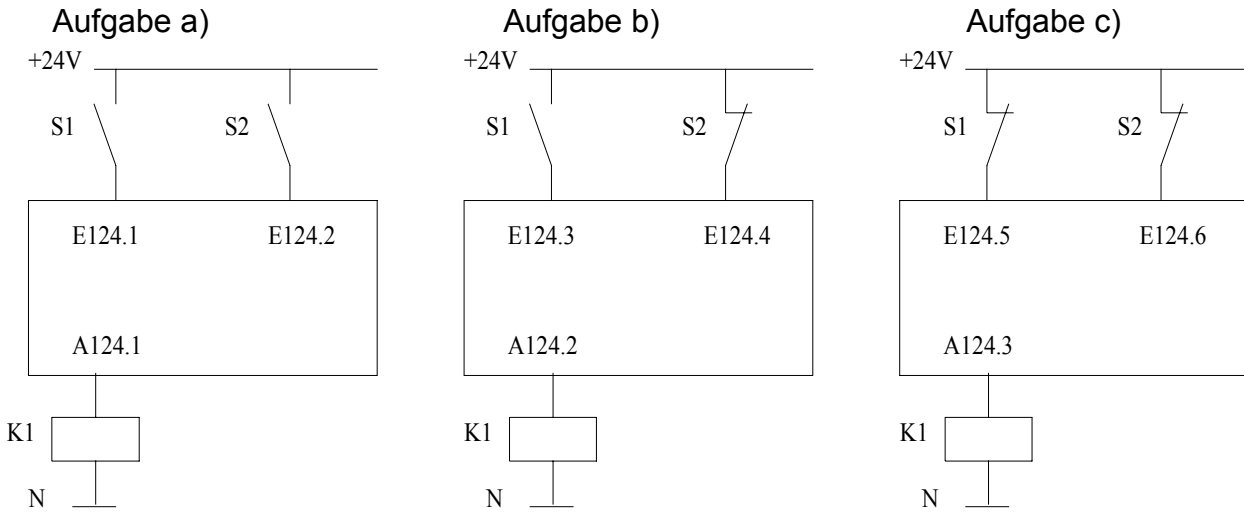 Aufgabe a)
+24V
S1
S2
E124.1
E124.2
A124.1
K1
N
Aufgabe b)
+24V
S1
S2
E124.3
E124.4
A124.2
K1
N
Aufgabe c)
+24V
S1
S2
E124.5
E124.6
A124.3
K1
N